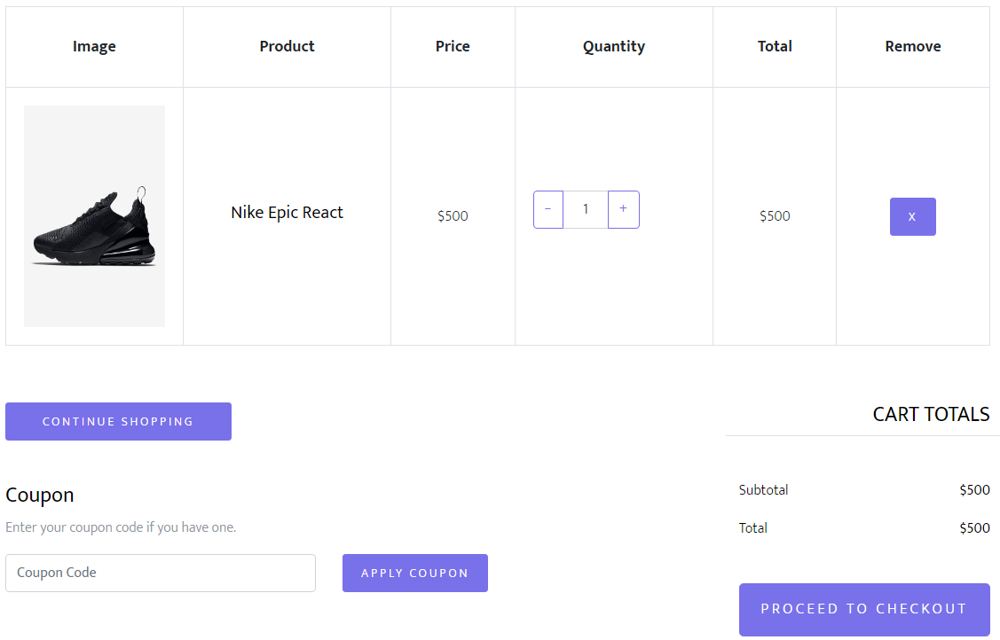 Image Product Price Quantity Total Remove
Nike Epic React $500 − 1 + $500 X
CONTINUE SHOPPING
CART TOTALS
Coupon
Enter your coupon code if you have one.
Coupon Code APPLY COUPON
Subtotal $500
Total $500
PROCEED TO CHECKOUT